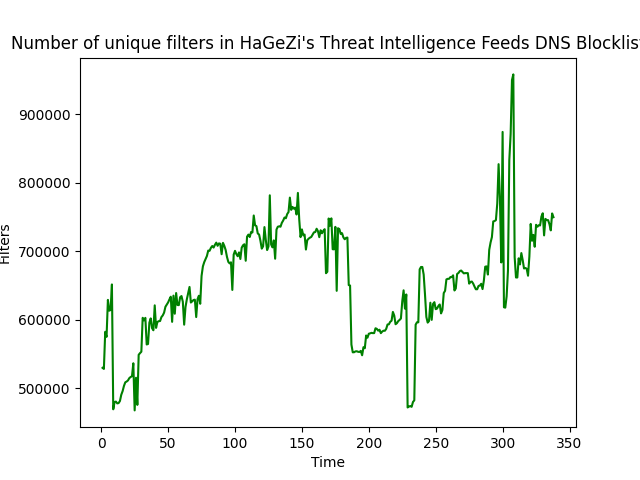 Number of unique filters in HaGeZi's Threat Intelligence Feeds DNS Blocklist
900000
800000
700000
600000
500000
Filters
0 50 100 150 200 250 300 350
Time